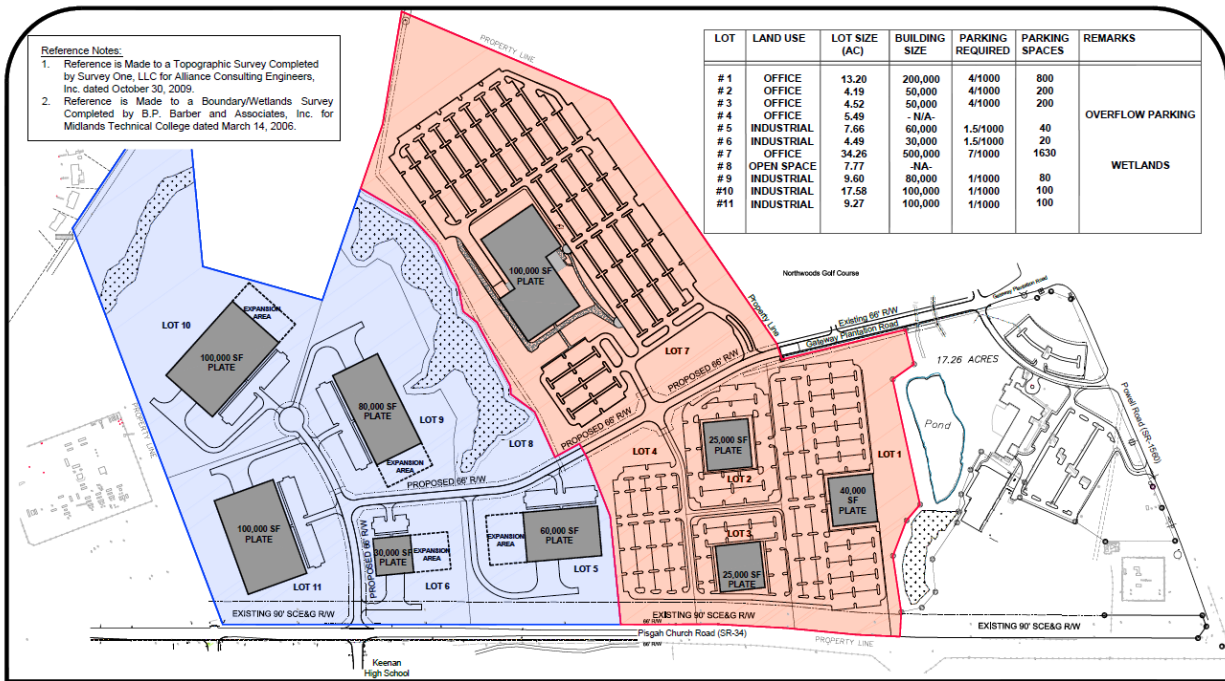 Reference Notes:
1. Reference is Made to a Topographic Survey Completed
by Survey One, LLC for Alliance Consulting Engineers,
Inc. dated October 30, 2009.
2. Reference is Made to a Boundary/Wetlands Survey
Completed by B.P. Barber and Associates, Inc. for
Midlands Technical College dated March 14, 2006.
LOT LAND USE LOT SIZE (AC) BUILDING SIZE PARKING REQUIRED PARKING SPACES REMARKS
# 1 OFFICE 13.20 200,000 4/1000 800
# 2 OFFICE 4.19 50,000 4/1000 200
# 3 OFFICE 4.52 50,000 4/1000 200
# 4 OFFICE 5.49 - N/A- OVERFLOW PARKING
# 5 INDUSTRIAL 7.66 60,000 1.5/1000 40
# 6 INDUSTRIAL 4.49 30,000 1.5/1000 20
# 7 OFFICE 34.26 500,000 7/1000 1630
# 8 OPEN SPACE 7.77 -NA- WETLANDS
# 9 INDUSTRIAL 9.60 80,000 1/1000 80
#10 INDUSTRIAL 17.58 100,000 1/1000 100
#11 INDUSTRIAL 9.27 100,000 1/1000 100
PROPERTY LINE
Northwoods Golf Course
Gateway Plantation Road
100,000 SF
PLATE
Property Line
Existing 66' R/W
Gateway Plantation Road
LOT 10
EXPANSION
AREA
100,000 SF
PLATE
LOT 7
PROPOSED 66' R/W
17.26 ACRES
Powell Road (SR-1560)
80,000 SF
PLATE
LOT 9
EXPANSION
AREA
LOT 8
PROPOSED 66' R/W
LOT 4
25,000 SF
PLATE
LOT 1
Pond
PROPERTY LINE
PROPOSED 66' R/W
LOT 2
40,000
SF
PLATE
100,000 SF
PLATE
PROPOSED 66' R/W
30,000 SF
PLATE
EXPANSION
AREA
EXPANSION
AREA
60,000 SF
PLATE
LOT 3
25,000 SF
PLATE
LOT 11
LOT 6
LOT 5
EXISTING 90' SCE&G R/W
EXISTING 90' SCE&G R/W
EXISTING 90' SCE&G R/W
66' R/W
Pisgah Church Road (SR-34)
66' R/W
PROPERTY LINE
Keenan
High School